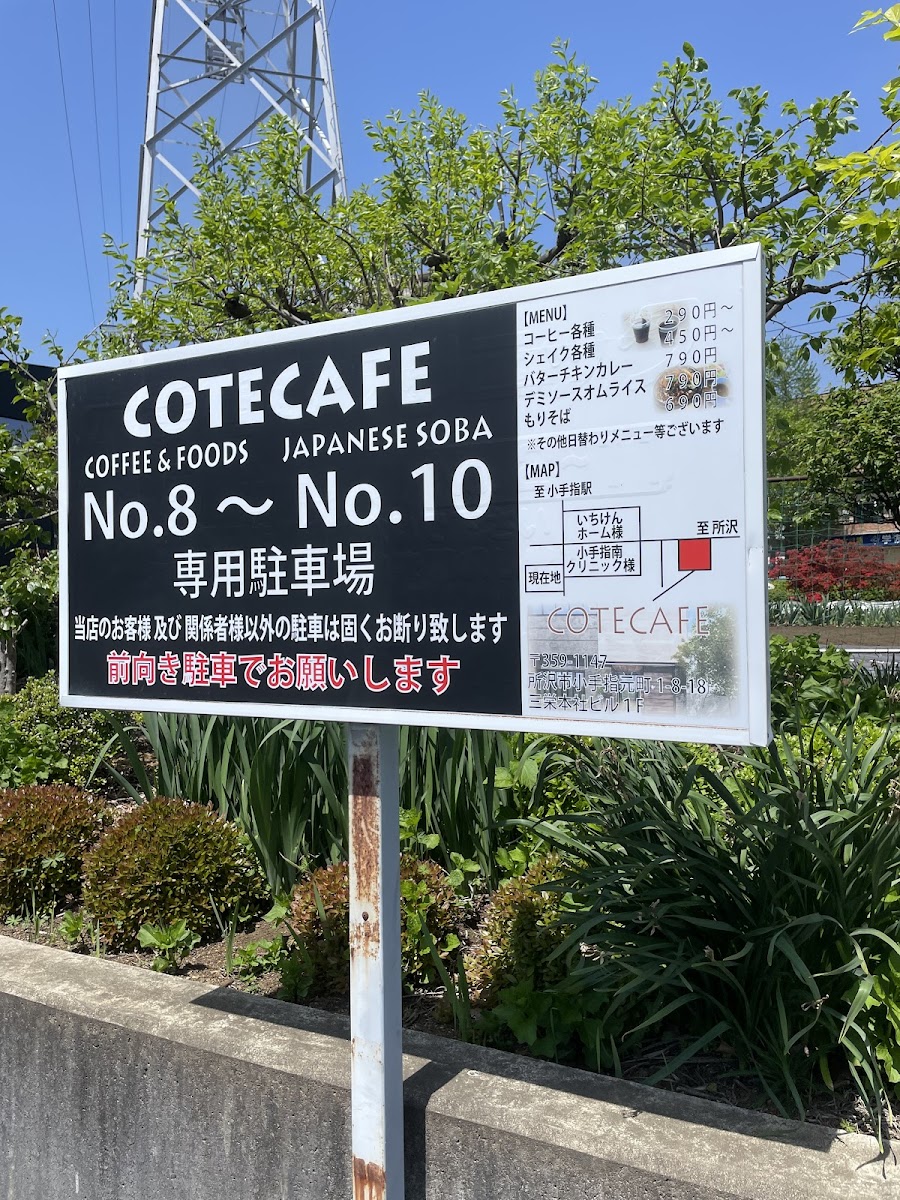 COTECAFE
COFFEE & FOODS JAPANESE SOBA
No.8 ～ No.10
専用駐車場
当店のお客様 及び 関係者様以外の駐車は固くお断り致します
前向き駐車でお願いします
【MENU】
コーヒー各種 290円～
シェイク各種 450円～
バターチキンカレー 790円
デミソースオムライス 790円
もりそば 690円
※その他日替わりメニュー等ございます
【MAP】
至 小手指駅
いちけん
ホーム様
至 所沢
小手指南
クリニック様
現在地
COTECAFE
〒359-1147
所沢市小手指元町 1-8-18
三栄本社ビル 1F